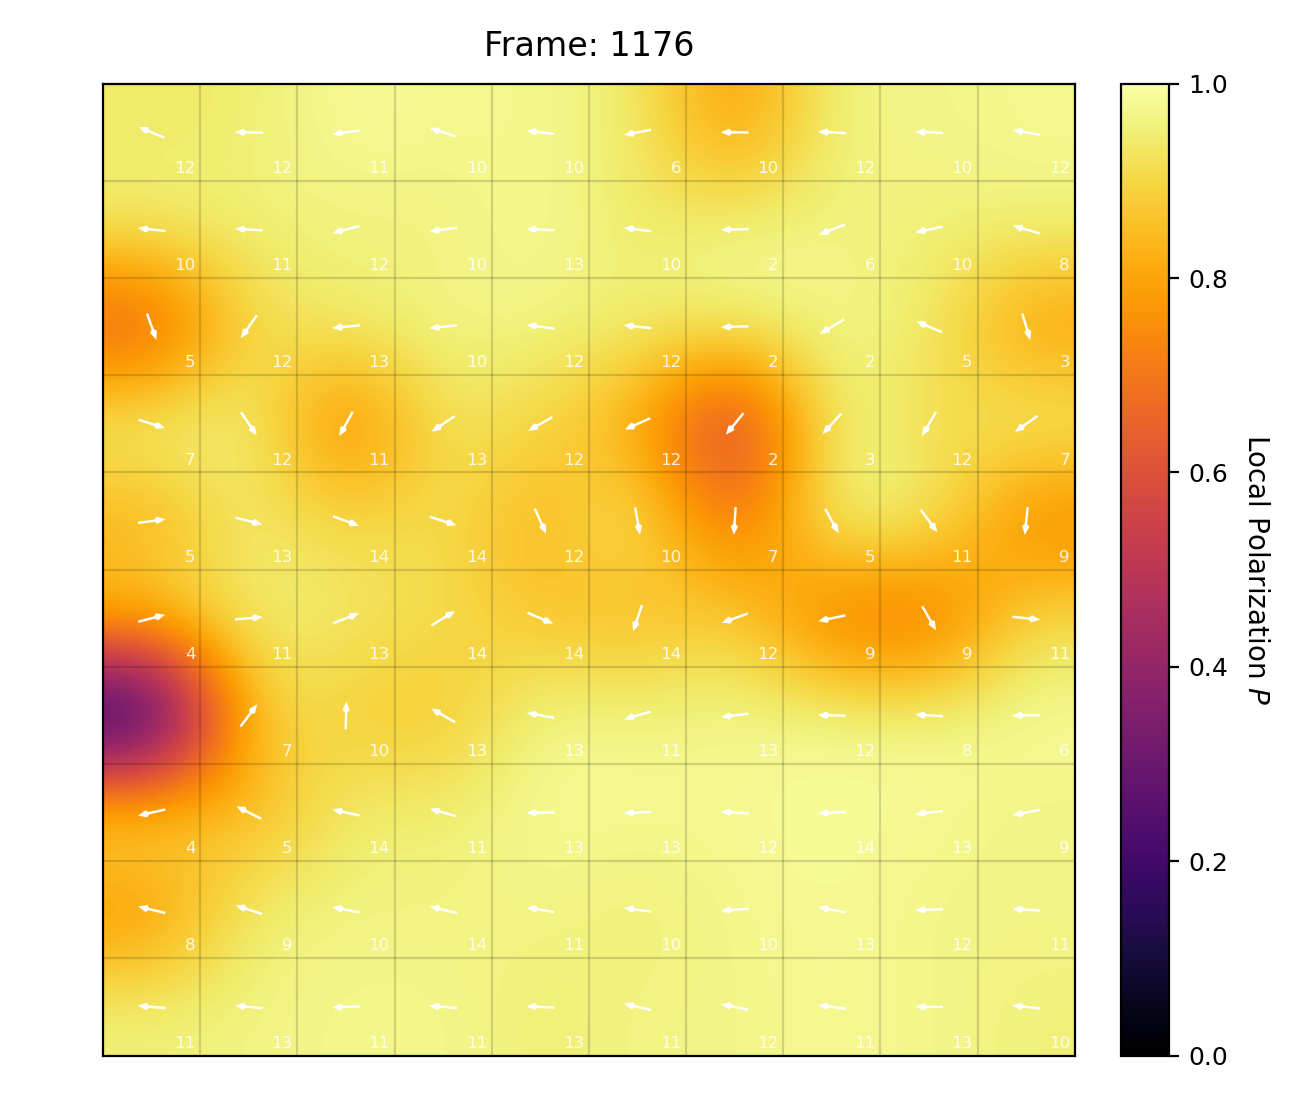 Frame: 1176
12 12 11 10 10 6 10 12 10 12
10 11 12 10 13 10 2 6 10 8
5 12 13 10 12 12 2 2 5 3
7 12 11 13 12 12 2 3 12 7
5 13 14 14 12 10 7 5 11 9
4 11 13 14 14 14 12 9 9 11
7 10 13 13 11 13 12 8 6
4 5 14 11 13 13 12 14 13 9
8 9 10 14 11 10 10 13 12 11
11 13 11 11 13 11 12 11 13 10
1.0
0.8
0.6
0.4
0.2
0.0
Local Polarization P